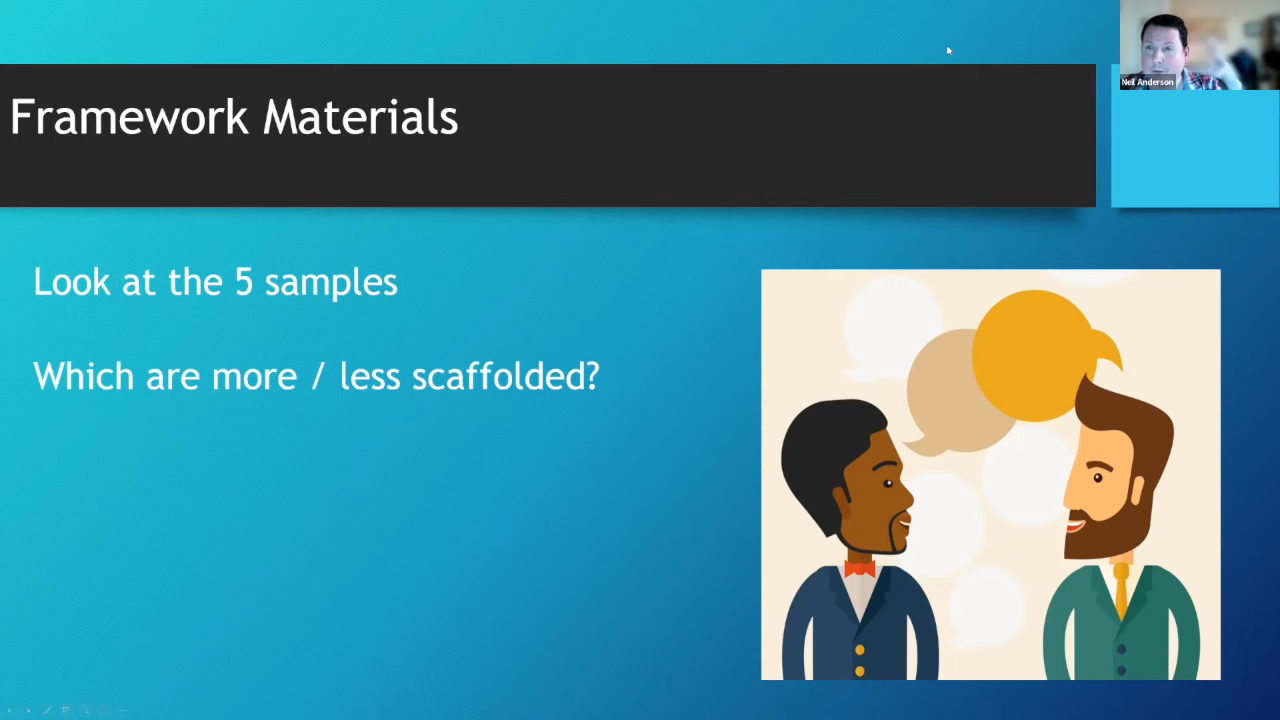 Neil Anderson
Framework Materials
Look at the 5 samples
Which are more / less scaffolded?